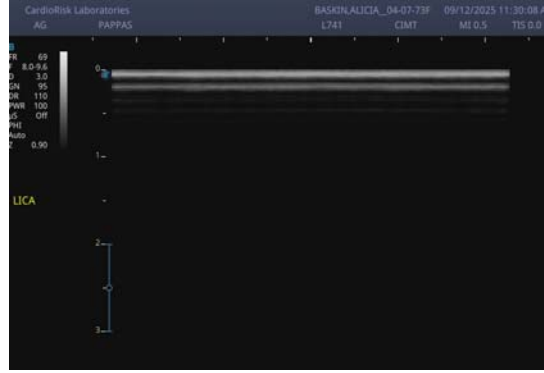 CardioRisk Laboratories BASKIN,ALICIA_04-07-73F 09/12/2025 11:30:08 A
AG PAPPAS L741 CIMT MI 0.5 TIS 0.0
B
FR 69
F 8.0-9.6
D 3.0
GN 95
DR 110
PWR 100
µS Off
PHI
Auto
Z 0.90
0
1
LICA
2
3